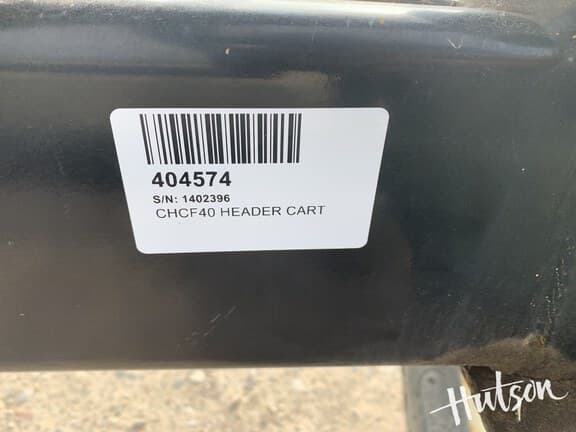 404574
S/N: 1402396
CHCF40 HEADER CART
Hutson